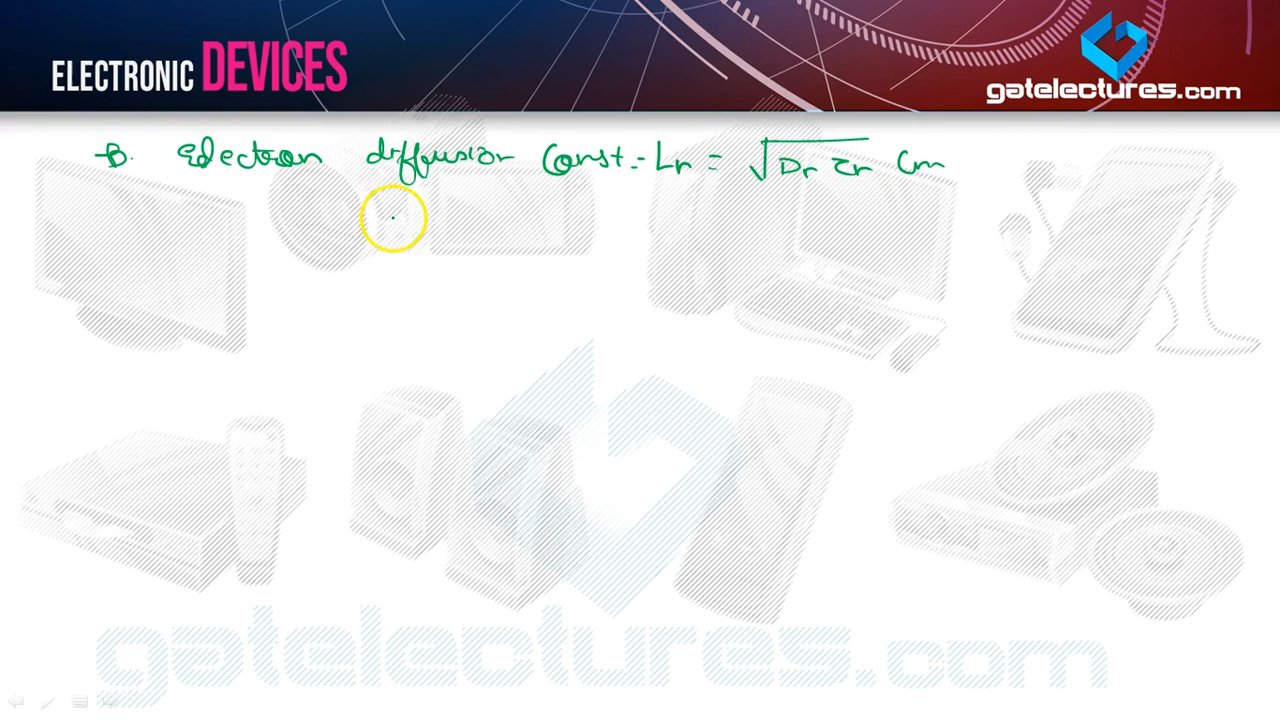 ELECTRONIC DEVICES
gatelectures.com
B. Electron diffusion Const :- Ln = √Dn τn Cm
gatelectures.com